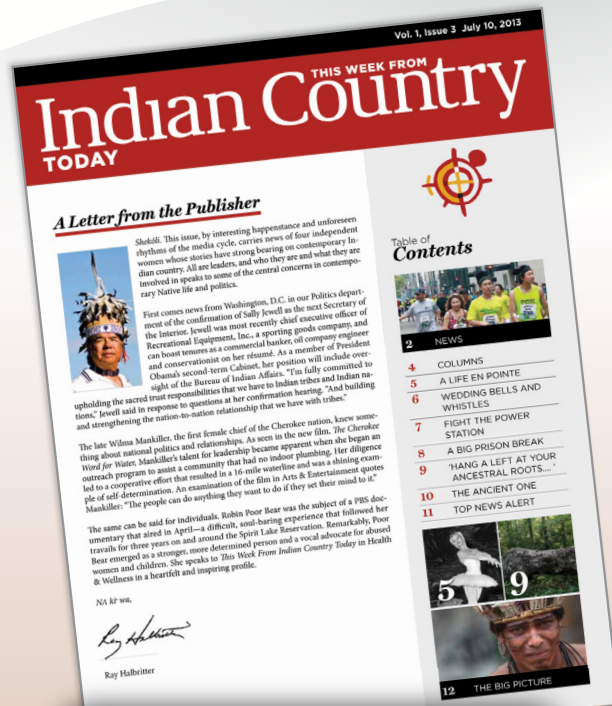 Vol. 1, Issue 3 July 10, 2013
THIS WEEK FROM
Indian Country
TODAY
A Letter from the Publisher
Shekóli. This issue, by interesting happenstance and unforeseen
rhythms of the media cycle, carries news of four independent
women whose stories have strong bearing on contemporary In-
dian country. All are leaders, and who they are and what they are
involved in speaks to some of the central concerns in contempo-
rary Native life and politics.
First comes news from Washington, D.C. in our Politics depart-
ment of the confirmation of Sally Jewell as the next Secretary of
the Interior. Jewell was most recently chief executive officer of
Recreational Equipment, Inc., a sporting goods company, and
can boast tenures as a commercial banker, oil company engineer
and conservationist on her résumé. As a member of President
Obama's second-term Cabinet, her position will include over-
sight of the Bureau of Indian Affairs. "I'm fully committed to
upholding the sacred trust responsibilities that we have to Indian tribes and Indian na-
tions," Jewell said in response to questions at her confirmation hearing, "And building
and strengthening the nation-to-nation relationship that we have with tribes."
The late Wilma Mankiller, the first female chief of the Cherokee nation, knew some-
thing about national politics and relationships. As seen in the new film, The Cherokee
Word for Water, Mankiller's talent for leadership became apparent when she began an
outreach program to assist a community that had no indoor plumbing. Her diligence
led to a cooperative effort that resulted in a 16-mile waterline and was a shining exam-
ple of self-determination. An examination of the film in Arts & Entertainment quotes
Mankiller: "The people can do anything they want to do if they set their mind to it."
The same can be said for individuals. Robin Poor Bear was the subject of a PBS doc-
umentary that aired in April—a difficult, soul-baring experience that followed her
travails for three years on and around the Spirit Lake Reservation. Remarkably, Poor
Bear emerged as a stronger, more determined person and a vocal advocate for abused
women and children. She speaks to This Week From Indian Country Today in Health
& Wellness in a heartfelt and inspiring profile.
NΛ ki² wa,
Ray Halbritter
Ray Halbritter
Table of
Contents
2 NEWS
4 COLUMNS
5 A LIFE EN POINTE
6 WEDDING BELLS AND
WHISTLES
7 FIGHT THE POWER
STATION
8 A BIG PRISON BREAK
9 'HANG A LEFT AT YOUR
ANCESTRAL ROOTS....'
10 THE ANCIENT ONE
11 TOP NEWS ALERT
5
9
12 THE BIG PICTURE